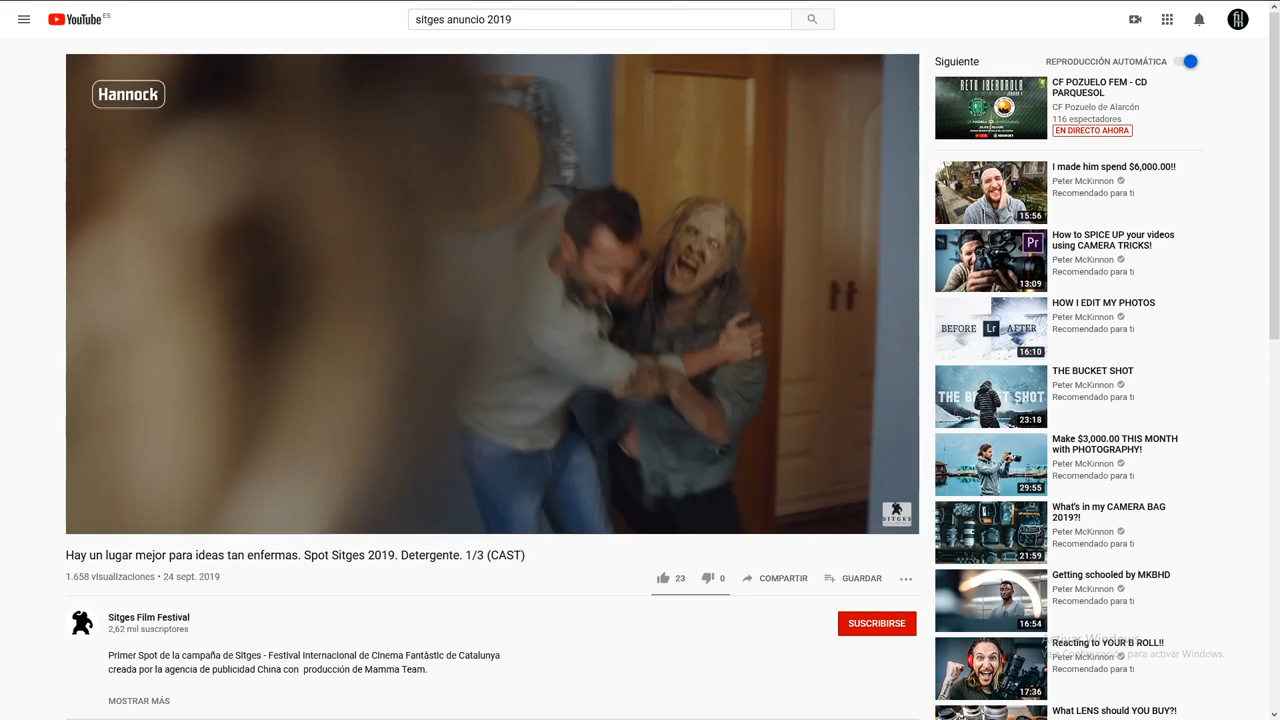 YouTube ES
sitges anuncio 2019
Hannock
SITGES
Hay un lugar mejor para ideas tan enfermas. Spot Sitges 2019. Detergente. 1/3 (CAST)
1.658 visualizaciones • 24 sept. 2019
23
0
COMPARTIR
GUARDAR
Sitges Film Festival
2,62 mil suscriptores
SUSCRIBIRSE
Primer Spot de la campaña de Sitges - Festival Internacional de Cinema Fantàstic de Catalunya
creada por la agencia de publicidad China con producción de Mamma Team.
MOSTRAR MÁS
Siguiente
REPRODUCCIÓN AUTOMÁTICA
RETO IBERDROLA
CF POZUELO FEM - CD
PARQUESOL
CF Pozuelo de Alarcón
116 espectadores
EN DIRECTO AHORA
15:56
I made him spend $6,000.00!!
Peter McKinnon
Recomendado para ti
Pr
13:09
How to SPICE UP your videos
using CAMERA TRICKS!
Peter McKinnon
Recomendado para ti
BEFORE Lr AFTER
16:10
HOW I EDIT MY PHOTOS
Peter McKinnon
Recomendado para ti
THE BUCKET SHOT
23:18
THE BUCKET SHOT
Peter McKinnon
Recomendado para ti
29:55
Make $3,000.00 THIS MONTH
with PHOTOGRAPHY!
Peter McKinnon
Recomendado para ti
21:59
What's in my CAMERA BAG
2019?!
Peter McKinnon
Recomendado para ti
16:54
Getting schooled by MKBHD
Peter McKinnon
Recomendado para ti
17:36
Reacting to YOUR B ROLL!!
Peter McKinnon
Recomendado para ti
Activar Windows
Ve a Configuración para activar Windows.
What LENS should YOU BUY?!